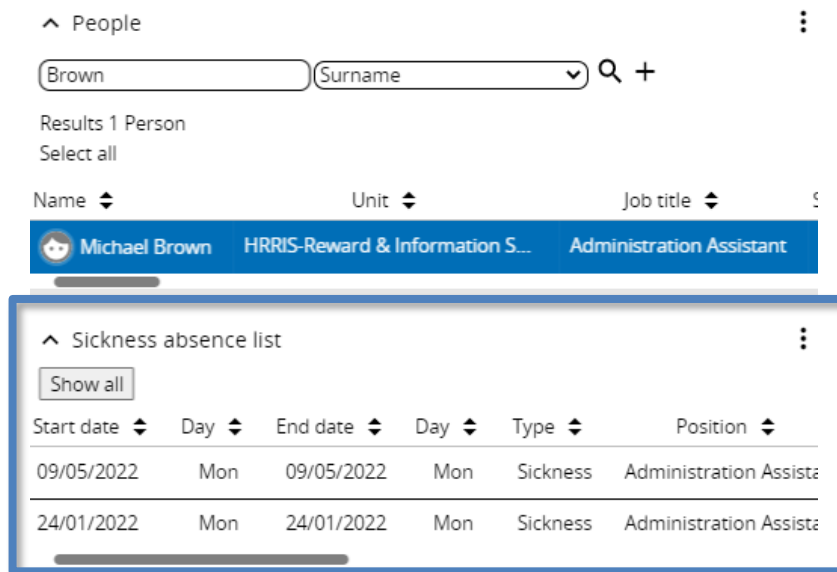 People
Brown Surname
Results 1 Person
Select all
Name Unit Job title
Michael Brown HRRIS-Reward & Information S... Administration Assistant
Sickness absence list
Show all
Start date Day End date Day Type Position
09/05/2022 Mon 09/05/2022 Mon Sickness Administration Assista
24/01/2022 Mon 24/01/2022 Mon Sickness Administration Assista